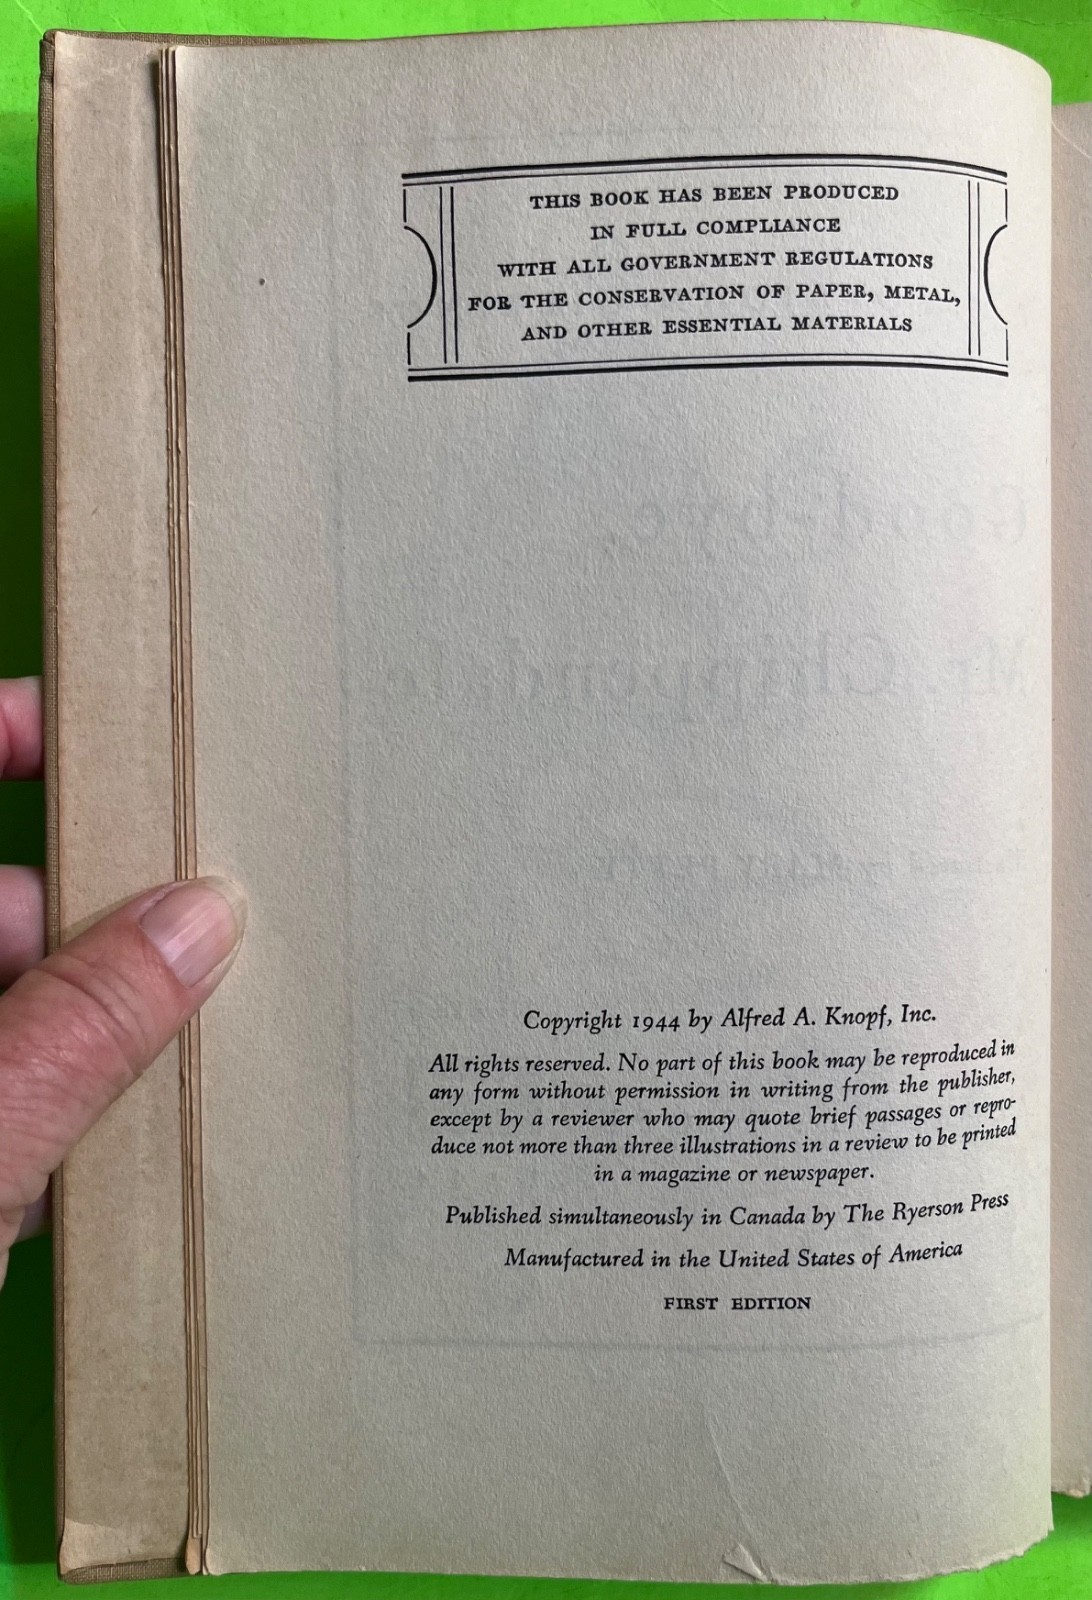 THIS BOOK HAS BEEN PRODUCED
IN FULL COMPLIANCE
WITH ALL GOVERNMENT REGULATIONS
FOR THE CONSERVATION OF PAPER, METAL,
AND OTHER ESSENTIAL MATERIALS
Good-bye,
Mr. Chippendale
Copyright 1944 by Alfred A. Knopf, Inc.
All rights reserved. No part of this book may be reproduced in
any form without permission in writing from the publisher,
except by a reviewer who may quote brief passages or repro-
duce not more than three illustrations in a review to be printed
in a magazine or newspaper.
Published simultaneously in Canada by The Ryerson Press
Manufactured in the United States of America
FIRST EDITION